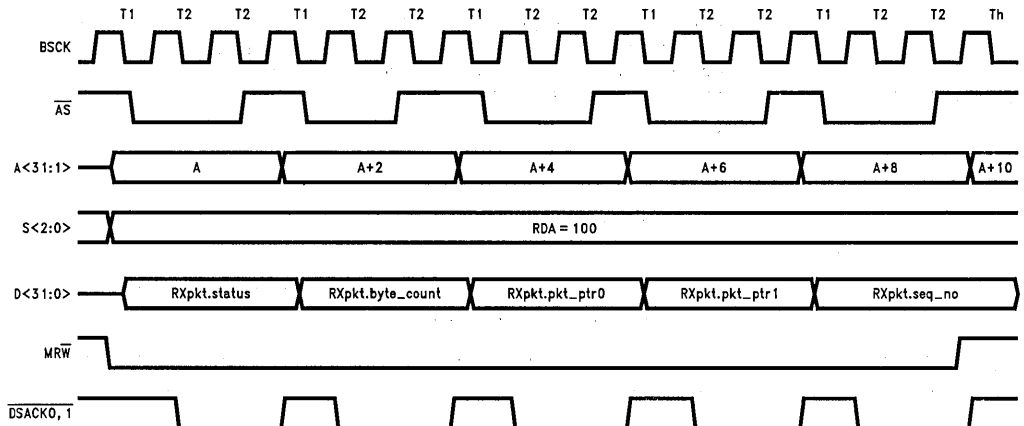 T1 T2 T2 T1 T2 T2 T1 T2 T2 T1 T2 T2 T1 T2 T2 Th
BSCK
AS
A<31:1> A A+2 A+4 A+6 A+8 A+10
S<2:0> RDA = 100
D<31:0> RXpkt.status RXpkt.byte_count RXpkt.pkt_ptr0 RXpkt.pkt_ptr1 RXpkt.seq_no
MRW̅
DSACK0, 1